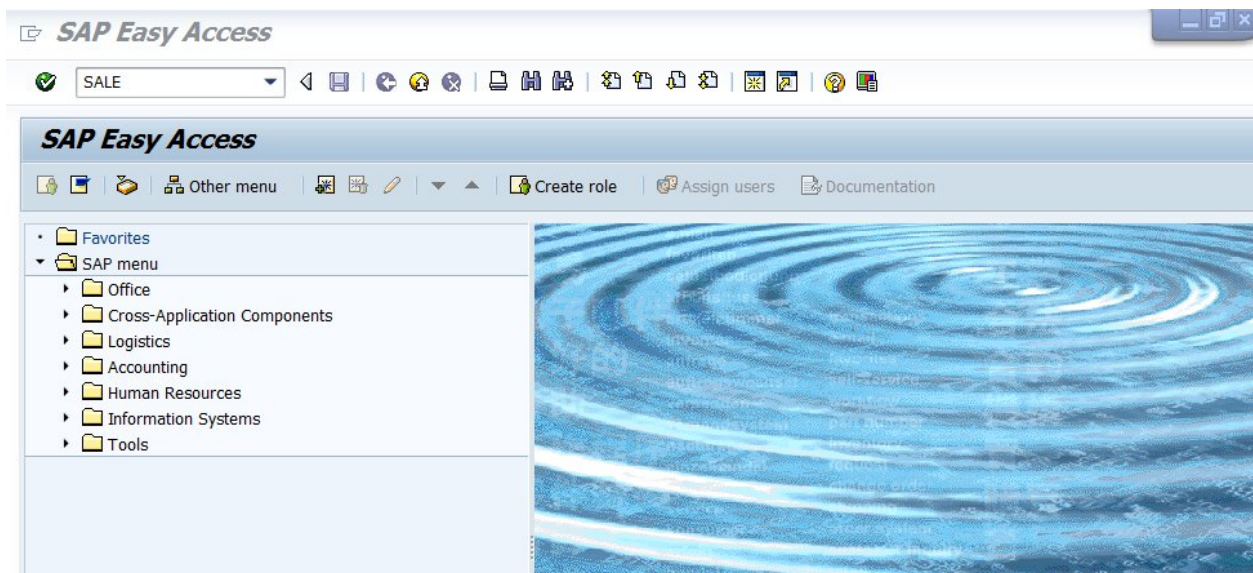 SAP Easy Access
SALE
SAP Easy Access
Other menu Create role Assign users Documentation
Favorites
SAP menu
Office
Cross-Application Components
Logistics
Accounting
Human Resources
Information Systems
Tools